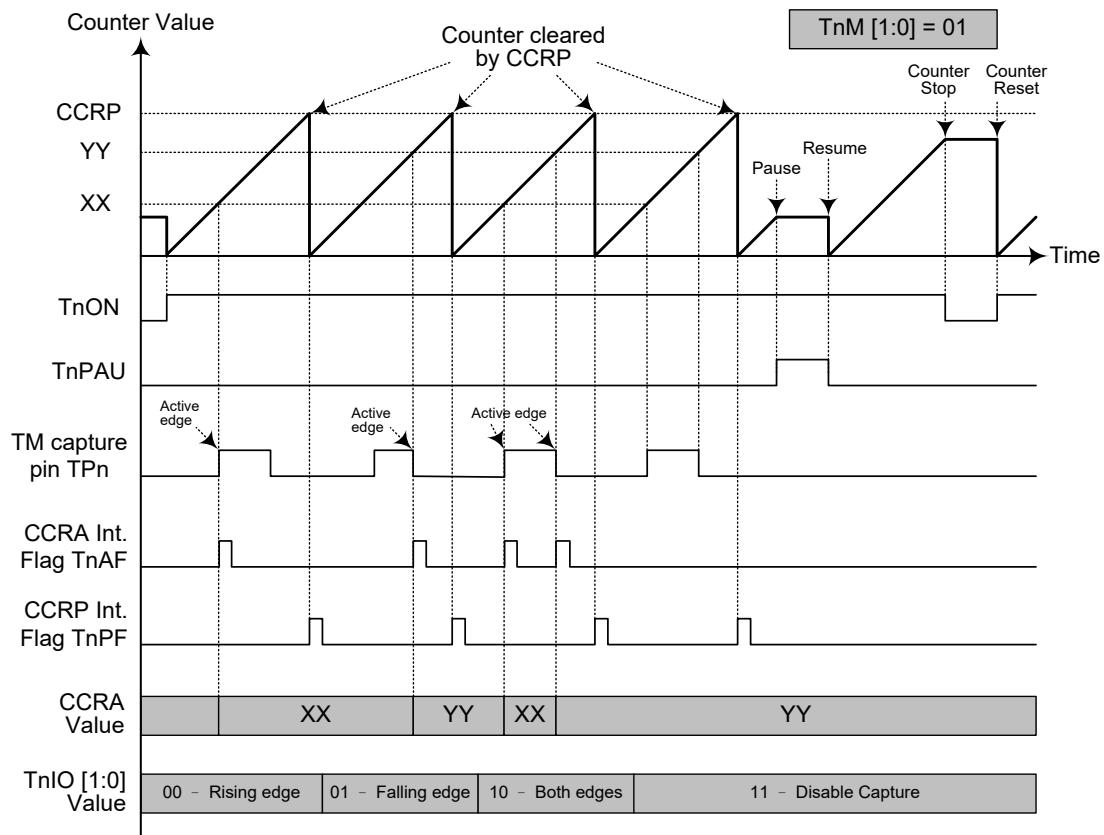 Counter Value
Counter cleared
by CCRP
TnM [1:0] = 01
Counter
Stop
Counter
Reset
CCRP
YY
XX
Pause
Resume
Time
TnON
TnPAU
Active
edge
Active
edge
Active edge
TM capture
pin TPn
CCRA Int.
Flag TnAF
CCRP Int.
Flag TnPF
CCRA
Value
XX
YY
XX
YY
TnIO [1:0]
Value
00 – Rising edge
01 – Falling edge
10 – Both edges
11 – Disable Capture